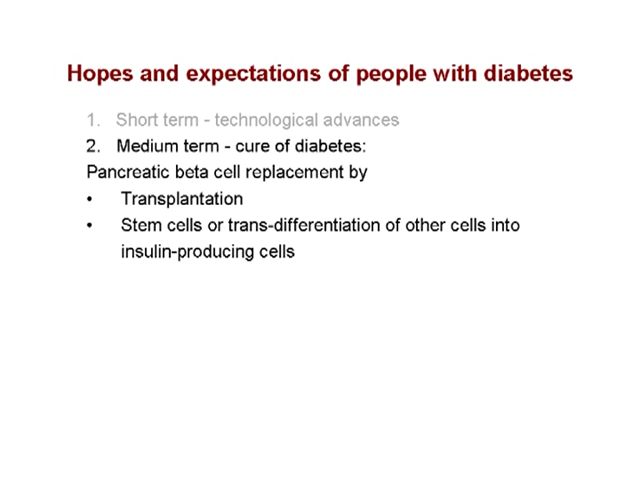 Hopes and expectations of people with diabetes
1. Short term - technological advances
2. Medium term - cure of diabetes:
Pancreatic beta cell replacement by
• Transplantation
• Stem cells or trans-differentiation of other cells into
insulin-producing cells